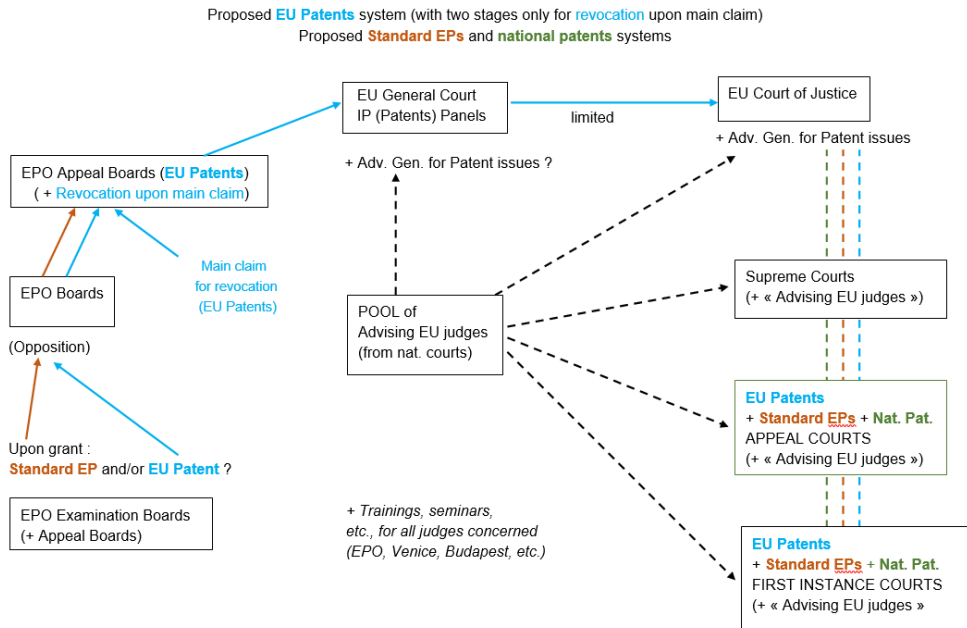 Proposed EU Patents system (with two stages only for revocation upon main claim)
Proposed Standard EPs and national patents systems
EU General Court
IP (Patents) Panels
limited
EU Court of Justice
+ Adv. Gen. for Patent issues ?
+ Adv. Gen. for Patent issues
EPO Appeal Boards (EU Patents)
( + Revocation upon main claim)
Main claim
for revocation
(EU Patents)
EPO Boards
(Opposition)
Upon grant :
Standard EP and/or EU Patent ?
EPO Examination Boards
(+ Appeal Boards)
POOL of
Advising EU judges
(from nat. courts)
+ Trainings, seminars,
etc., for all judges concerned
(EPO, Venice, Budapest, etc.)
Supreme Courts
(+ « Advising EU judges »)
EU Patents
+ Standard EPs + Nat. Pat.
APPEAL COURTS
(+ « Advising EU judges »)
EU Patents
+ Standard EPs + Nat. Pat.
FIRST INSTANCE COURTS
(+ « Advising EU judges »